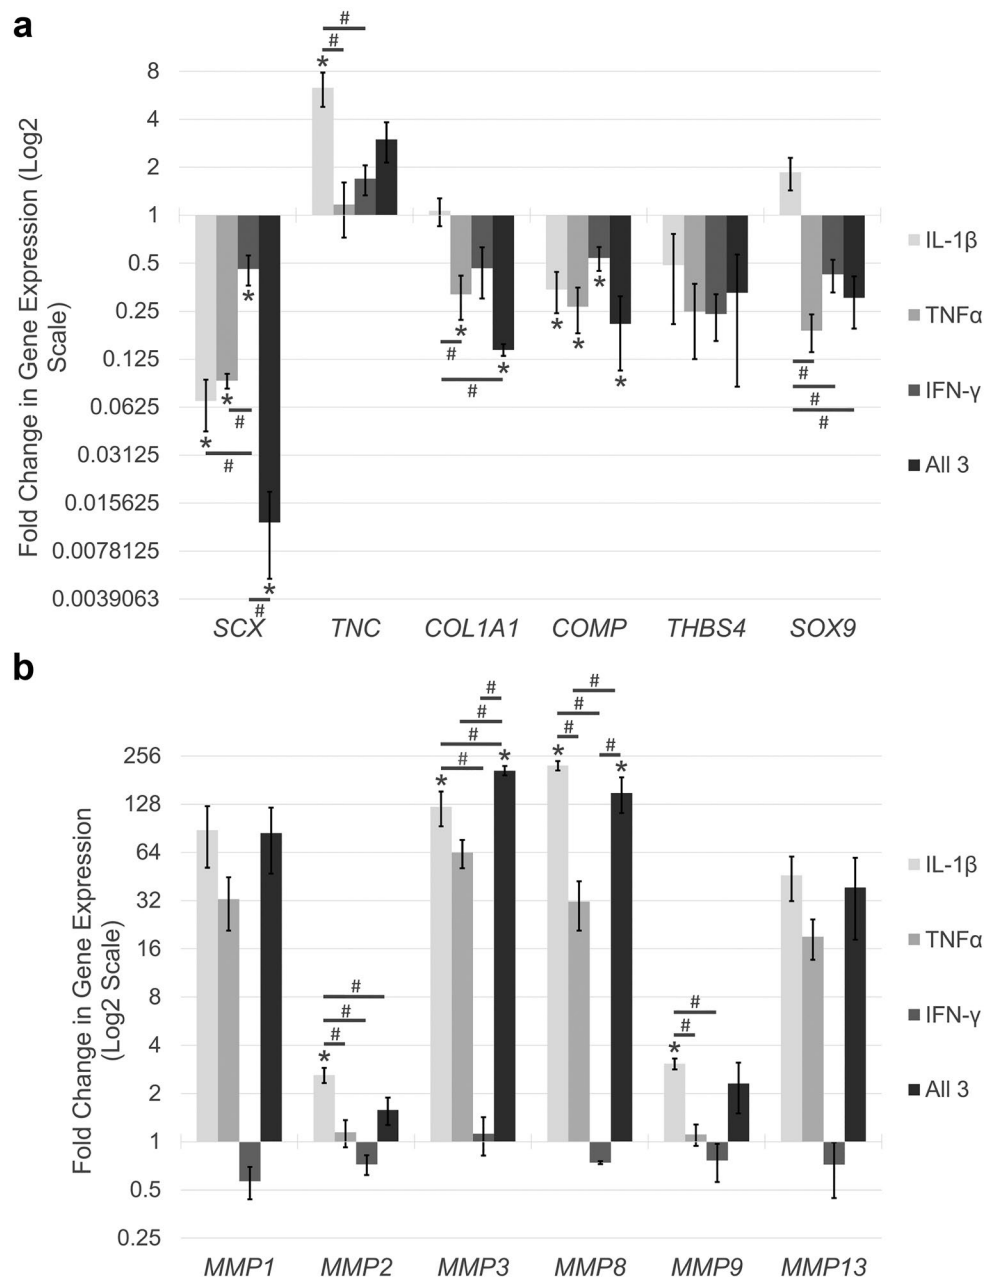 a
#
#
*
8
4
2
1
0.5
0.25
0.125
0.0625
0.03125
0.015625
0.0078125
0.0039063
Fold Change in Gene Expression (Log2
Scale)
* * * *
# # #
* *
# #
* * * *
# # #
SCX TNC COL1A1 COMP THBS4 SOX9
IL-1β
TNFα
IFN-γ
All 3
b
# #
# #
# # #
# #
* * * *
256
128
64
32
16
8
4
2
1
0.5
0.25
Fold Change in Gene Expression
(Log2 Scale)
#
# #
# #
* *
MMP1 MMP2 MMP3 MMP8 MMP9 MMP13
IL-1β
TNFα
IFN-γ
All 3